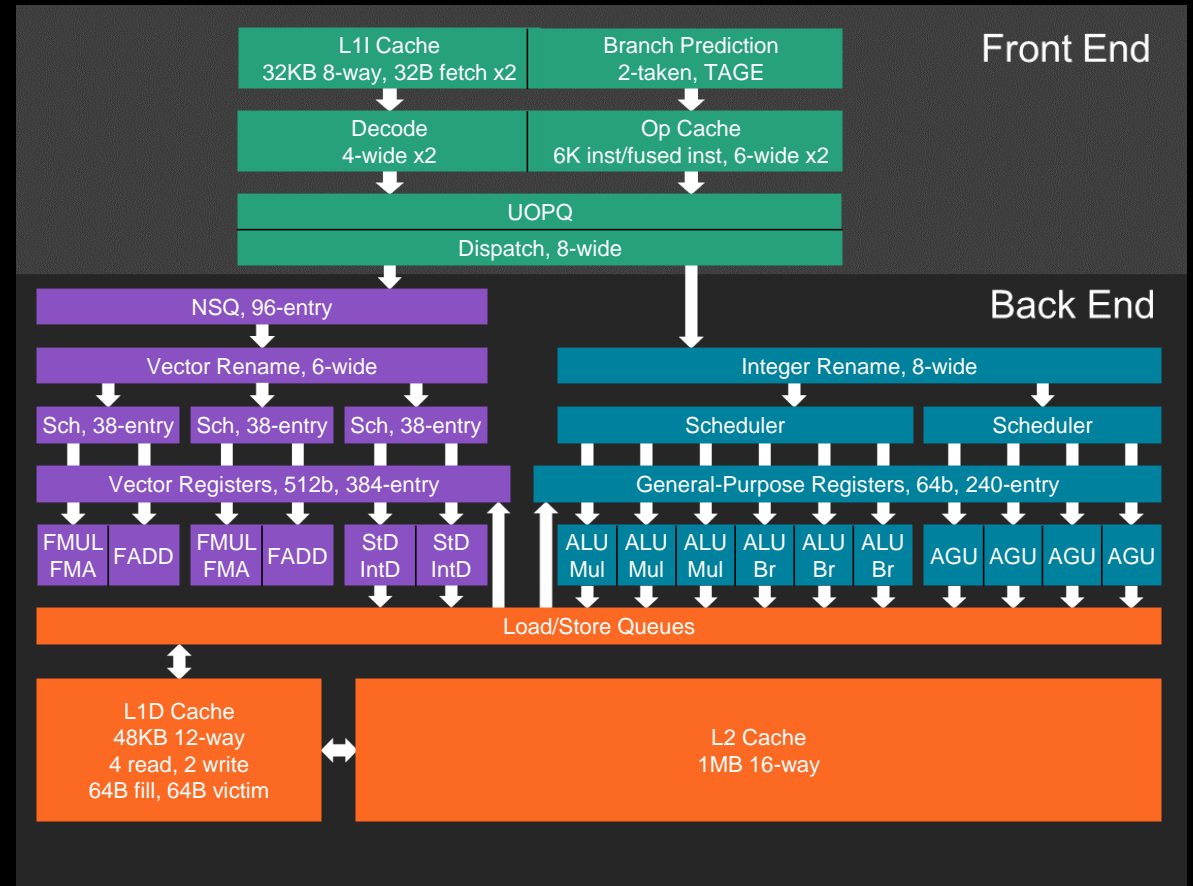 Front End
L1I Cache
32KB 8-way, 32B fetch x2
Branch Prediction
2-taken, TAGE
Decode
4-wide x2
Op Cache
6K inst/fused inst, 6-wide x2
UOPQ
Dispatch, 8-wide
Back End
NSQ, 96-entry
Vector Rename, 6-wide
Integer Rename, 8-wide
Sch, 38-entry
Sch, 38-entry
Sch, 38-entry
Scheduler
Scheduler
Vector Registers, 512b, 384-entry
General-Purpose Registers, 64b, 240-entry
FMUL
FMA
FADD
FMUL
FMA
FADD
StD
IntD
StD
IntD
ALU
Mul
ALU
Mul
ALU
Mul
ALU
Br
ALU
Br
ALU
Br
AGU
AGU
AGU
AGU
Load/Store Queues
L1D Cache
48KB 12-way
4 read, 2 write
64B fill, 64B victim
L2 Cache
1MB 16-way